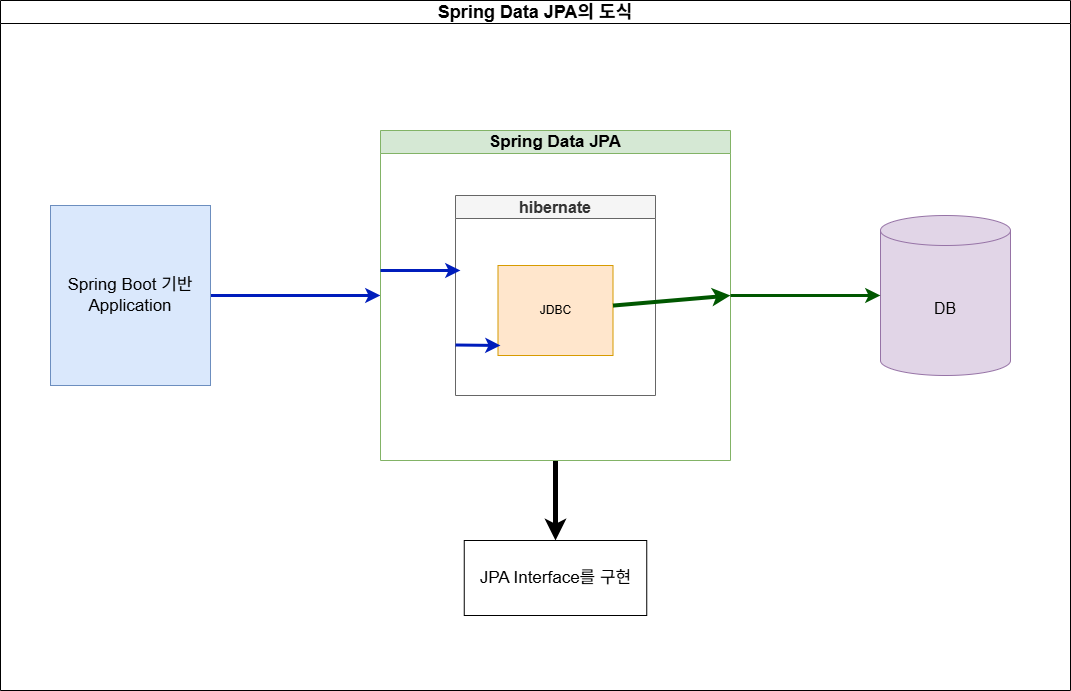 Spring Data JPA의 도식
Spring Data JPA
hibernate
Spring Boot 기반
Application
JDBC
DB
JPA Interface를 구현